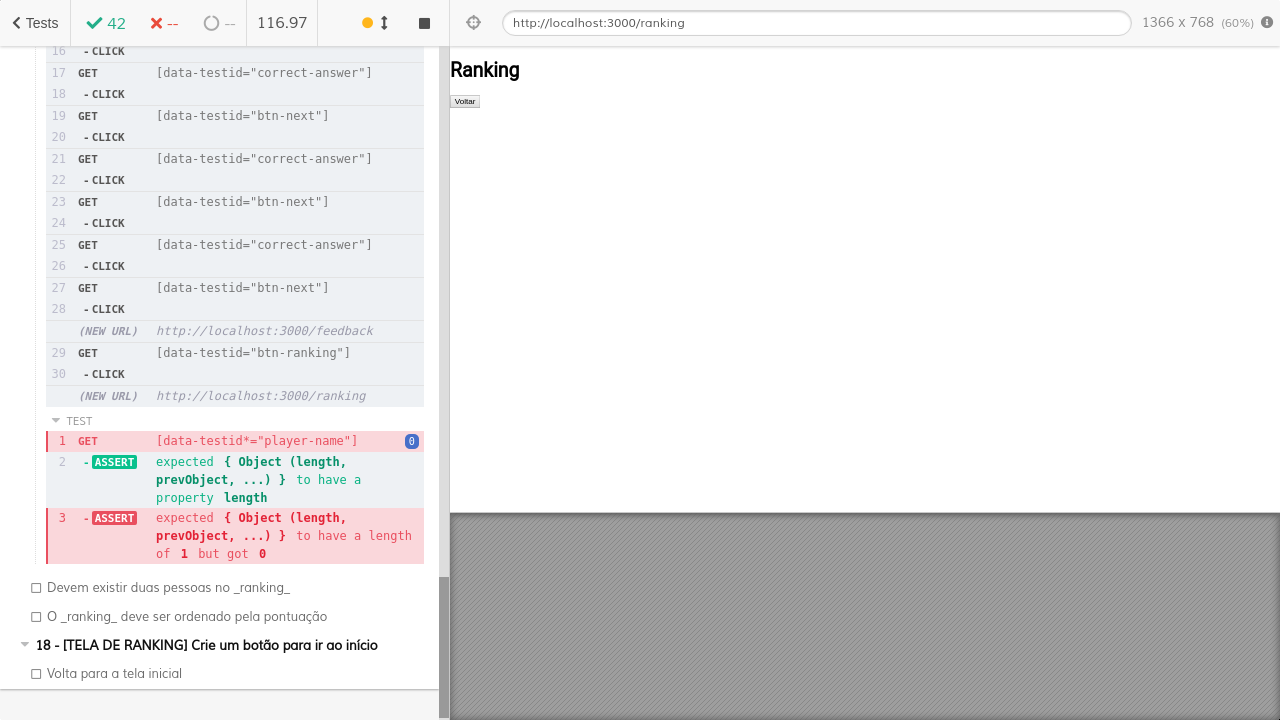 Tests 42 -- -- 116.97 http://localhost:3000/ranking 1366 x 768 (60%)
16 - CLICK
17 GET [data-testid="correct-answer"]
18 - CLICK
19 GET [data-testid="btn-next"]
20 - CLICK
21 GET [data-testid="correct-answer"]
22 - CLICK
23 GET [data-testid="btn-next"]
24 - CLICK
25 GET [data-testid="correct-answer"]
26 - CLICK
27 GET [data-testid="btn-next"]
28 - CLICK
(NEW URL) http://localhost:3000/feedback
29 GET [data-testid="btn-ranking"]
30 - CLICK
(NEW URL) http://localhost:3000/ranking
TEST
1 GET [data-testid*="player-name"] 0
2 - ASSERT expected { Object (length,
prevObject, ...) } to have a
property length
3 - ASSERT expected { Object (length,
prevObject, ...) } to have a length
of 1 but got 0
Devem existir duas pessoas no _ranking_
O _ranking_ deve ser ordenado pela pontuação
18 - [TELA DE RANKING] Crie um botão para ir ao início
Volta para a tela inicial
Ranking
Voltar